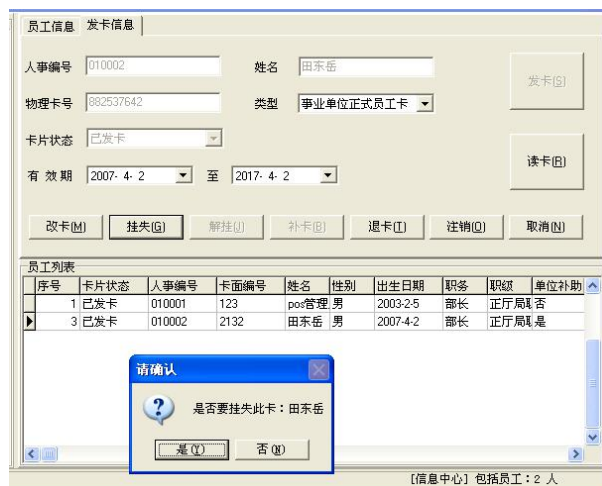 员工信息 发卡信息
人事编号 010002 姓名 田东岳 发卡(S)
物理卡号 882537642 类型 事业单位正式员工卡
卡片状态 已发卡 读卡(R)
有 效 期 2007- 4- 2 至 2017- 4- 2
改卡(M) 挂失(G) 解挂(J) 补卡(B) 退卡(T) 注销(O) 取消(N)
员工列表
序号 卡片状态 人事编号 卡面编号 姓名 性别 出生日期 职务 职级 单位补助
1 已发卡 010001 123 pos管理 男 2003-2-5 部长 正厅局 否
3 已发卡 010002 2132 田东岳 男 2007-4-2 部长 正厅局 是
请确认
是否要挂失此卡：田东岳
是(Y) 否(N)
[信息中心] 包括员工：2 人